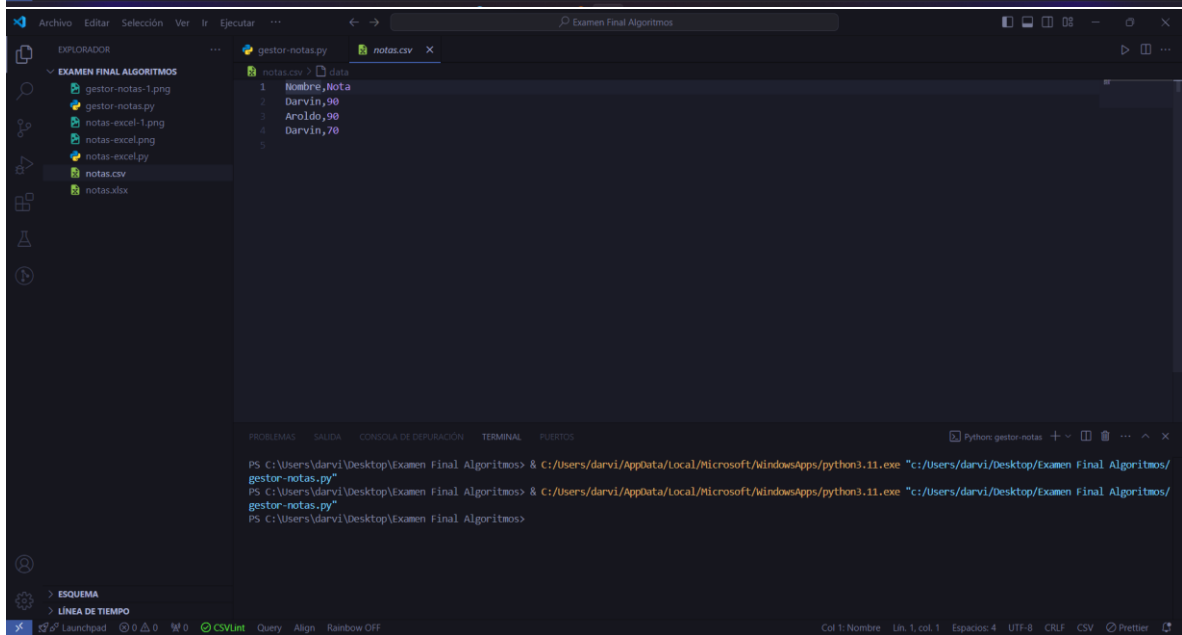 Archivo Editar Selección Ver Ir Ejecutar ...
Examen Final Algoritmos
EXPLORADOR
EXAMEN FINAL ALGORITMOS
gestor-notas-1.png
gestor-notas.py
notas-excel-1.png
notas-excel.png
notas-excel.py
notas.csv
notas.xlsx
gestor-notas.py
notas.csv
notas.csv > data
1 Nombre,Nota
2 Darvin,90
3 Aroldo,90
4 Darvin,70
5
PROBLEMAS SALIDA CONSOLA DE DEPURACIÓN TERMINAL PUERTOS
Python: gestor-notas
PS C:\Users\darvi\Desktop\Examen Final Algoritmos> & C:/Users/darvi/AppData/Local/Microsoft/WindowsApps/python3.11.exe "c:/Users/darvi/Desktop/Examen Final Algoritmos/
gestor-notas.py"
PS C:\Users\darvi\Desktop\Examen Final Algoritmos> & C:/Users/darvi/AppData/Local/Microsoft/WindowsApps/python3.11.exe "c:/Users/darvi/Desktop/Examen Final Algoritmos/
gestor-notas.py"
PS C:\Users\darvi\Desktop\Examen Final Algoritmos>
ESQUEMA
LÍNEA DE TIEMPO
Launchpad 0 0 0 CSVLint Query Align Rainbow OFF
Col 1: Nombre Lín. 1, col. 1 Espacios: 4 UTF-8 CRLF CSV Prettier